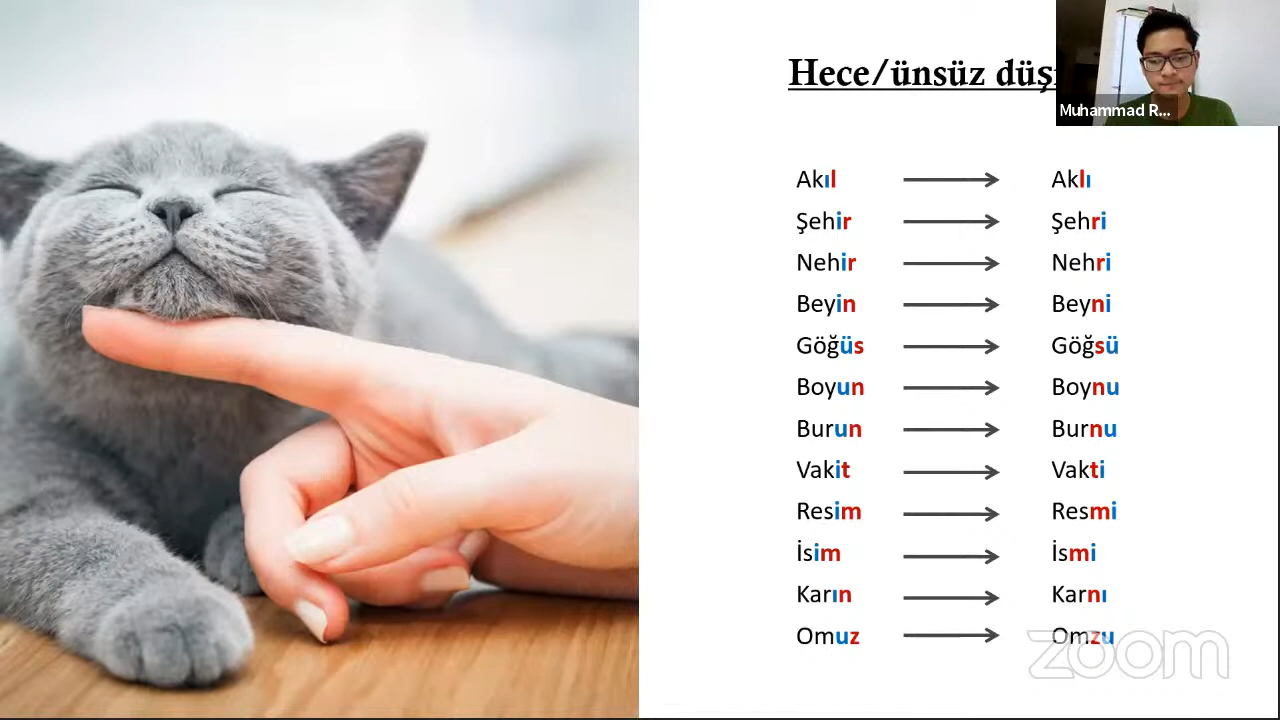 Hece/ünsüz
Muhammad R...
Akıl Aklı
Şehir Şehri
Nehir Nehri
Beyin Beyni
Göğüs Göğsü
Boyun Boynu
Burun Burnu
Vakit Vakti
Resim Resmi
İsim İsmi
Karın Karnı
Omuz Omzu
zoom